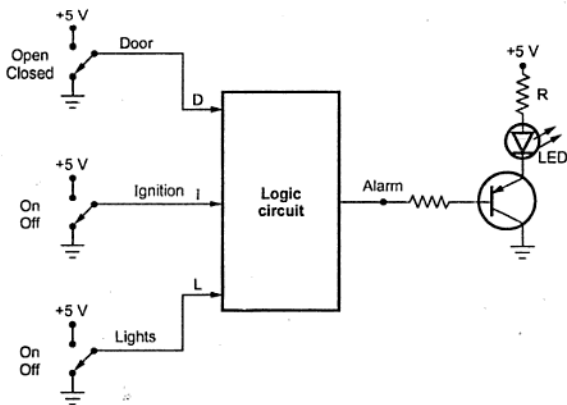 +5 V
Door
Open
Closed
D
+5 V
R
LED
+5 V
Ignition
I
On
Off
Logic
circuit
Alarm
+5 V
L
Lights
On
Off